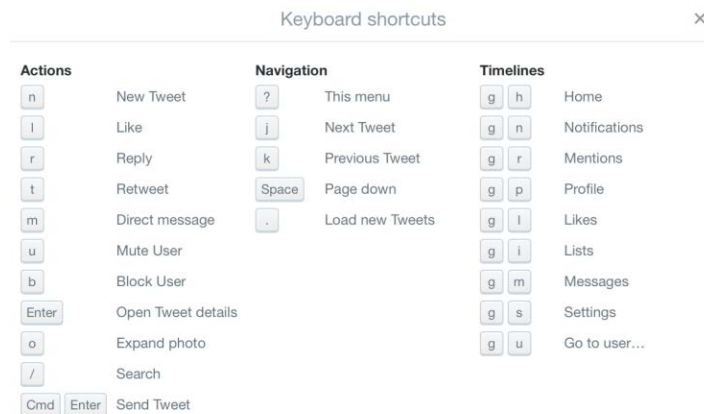 Keyboard shortcuts ×
Actions
n New Tweet
l Like
r Reply
t Retweet
m Direct message
u Mute User
b Block User
Enter Open Tweet details
o Expand photo
/ Search
Cmd Enter Send Tweet
Navigation
? This menu
j Next Tweet
k Previous Tweet
Space Page down
. Load new Tweets
Timelines
g h Home
g n Notifications
g r Mentions
g p Profile
g l Likes
g i Lists
g m Messages
g s Settings
g u Go to user…